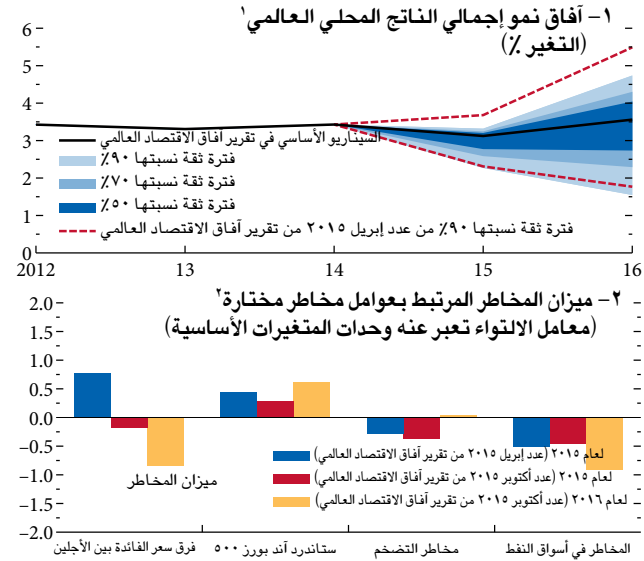 ١– آفاق نمو إجمالي الناتج المحلي العالمي١
(التغير ٪)
6
5
4
3
2
1
0
السيناريو الأساسي في تقرير آفاق الاقتصاد العالمي
فترة ثقة نسبتها ٩٠٪
فترة ثقة نسبتها ٧٠٪
فترة ثقة نسبتها ٥٠٪
فترة ثقة نسبتها ٩٠٪ من عدد إبريل ٢٠١٥ من تقرير آفاق الاقتصاد العالمي
2012 13 14 15 16
٢– ميزان المخاطر المرتبط بعوامل مخاطر مختارة٢
(معامل الالتواء تعبر عنه وحدات المتغيرات الأساسية)
2.0
1.5
1.0
0.5
0.0
–0.5
–1.0
–1.5
–2.0
ميزان المخاطر
لعام ٢٠١٥ (عدد إبريل ٢٠١٥ من تقرير آفاق الاقتصاد العالمي)
لعام ٢٠١٥ (عدد أكتوبر ٢٠١٥ من تقرير آفاق الاقتصاد العالمي)
لعام ٢٠١٦ (عدد أكتوبر ٢٠١٥ من تقرير آفاق الاقتصاد العالمي)
فرق سعر الفائدة بين الأجلين
ستاندرد آند بورز ٥٠٠
مخاطر التضخم
المخاطر في أسواق النفط